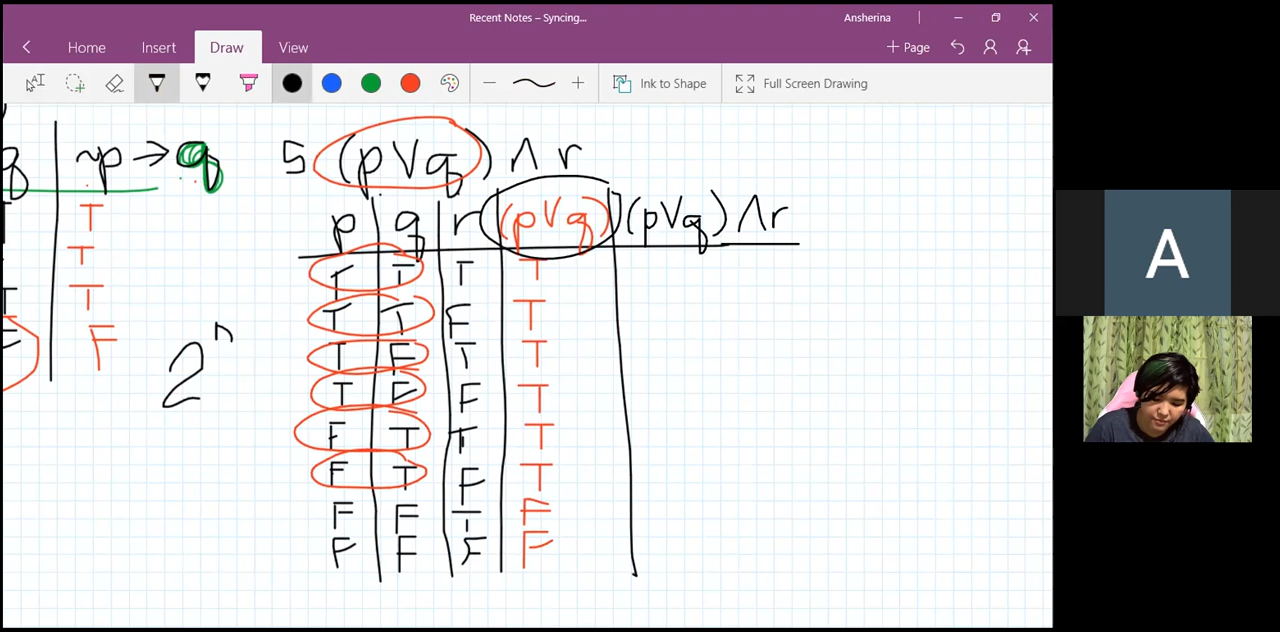 Recent Notes – Syncing...
Ansherina
Home Insert Draw View
Page
Ink to Shape Full Screen Drawing
q ~p → q
5 (p V q) Λ r
p q r (p V q) (p V q) Λ r
T T T T
T T F T
T F T T
T F F T
F T T T
F T F T
F F T F
F F F F
T
T
T
F
F
2ⁿ
A